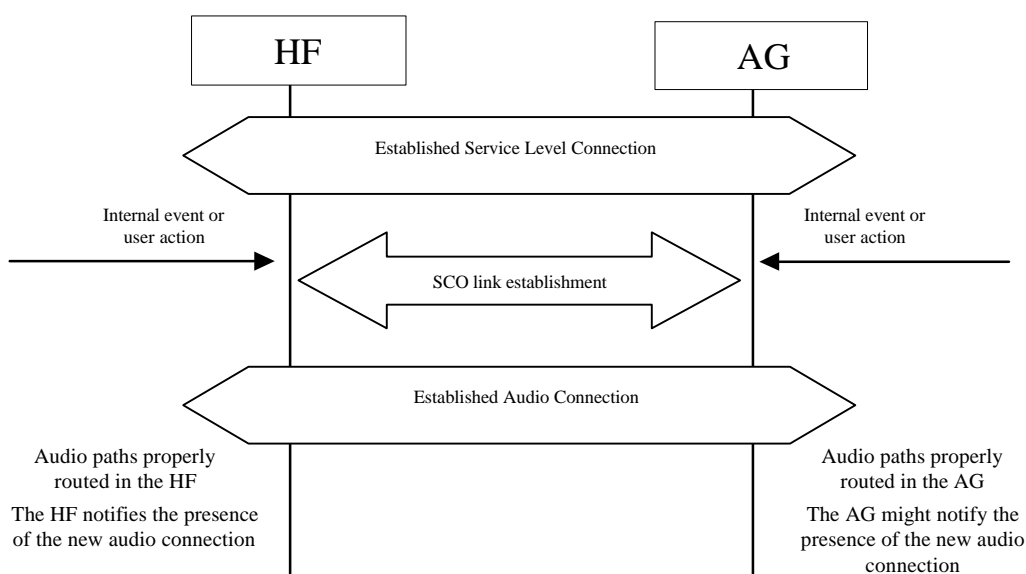 HF
AG
Established Service Level Connection
Internal event or
user action
Internal event or
user action
SCO link establishment
Established Audio Connection
Audio paths properly
routed in the HF
The HF notifies the presence
of the new audio connection
Audio paths properly
routed in the AG
The AG might notify the
presence of the new audio
connection